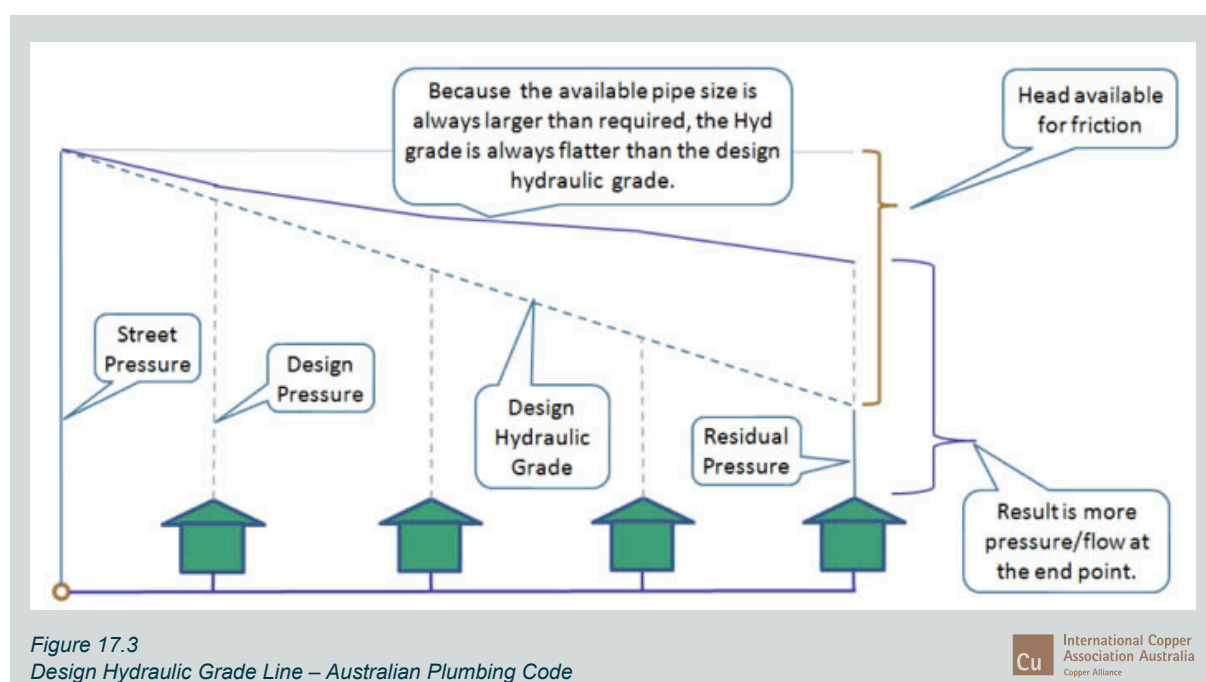 Because the available pipe size is
always larger than required, the Hyd
grade is always flatter than the design
hydraulic grade.
Head available
for friction
Street
Pressure
Design
Pressure
Design
Hydraulic
Grade
Residual
Pressure
Result is more
pressure/flow at
the end point.
Figure 17.3
Design Hydraulic Grade Line – Australian Plumbing Code
Cu
International Copper
Association Australia
Copper Alliance